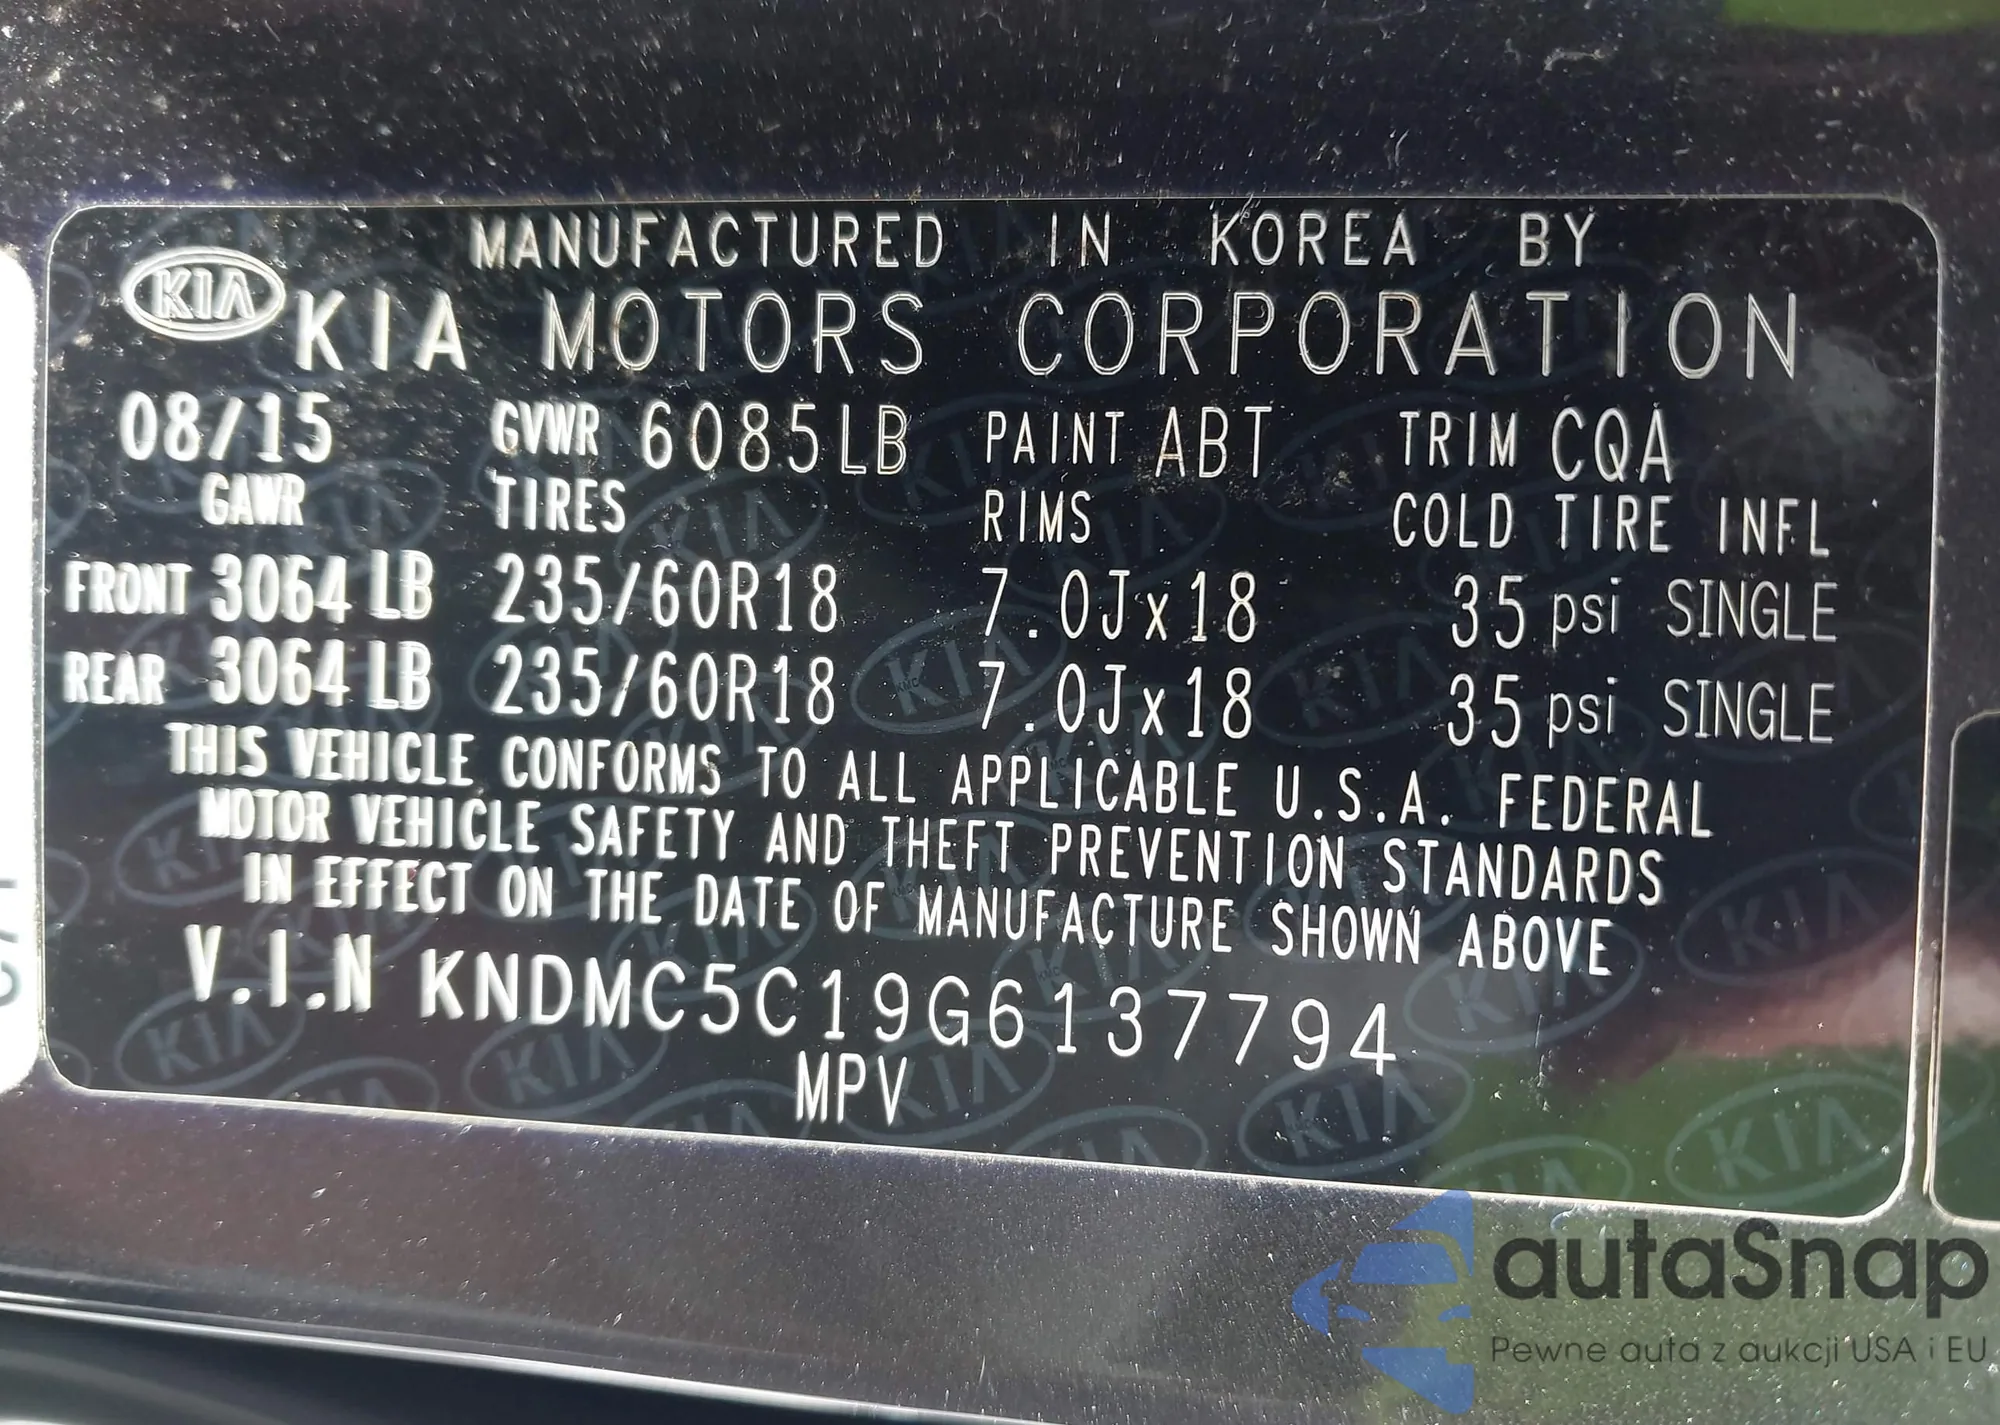 MANUFACTURED IN KOREA BY
KIA KIA MOTORS CORPORATION
08/15 GVWR 6085LB PAINT ABT TRIM CQA
GAWR TIRES RIMS COLD TIRE INFL
FRONT 3064 LB 235/60R18 7.0Jx18 35 psi SINGLE
REAR 3064 LB 235/60R18 7.0Jx18 35 psi SINGLE
THIS VEHICLE CONFORMS TO ALL APPLICABLE U.S.A. FEDERAL
MOTOR VEHICLE SAFETY AND THEFT PREVENTION STANDARDS
IN EFFECT ON THE DATE OF MANUFACTURE SHOWN ABOVE
V.I.N KNDMC5C19G6137794
MPV
autaSnap
Pewne auta z aukcji USA i EU